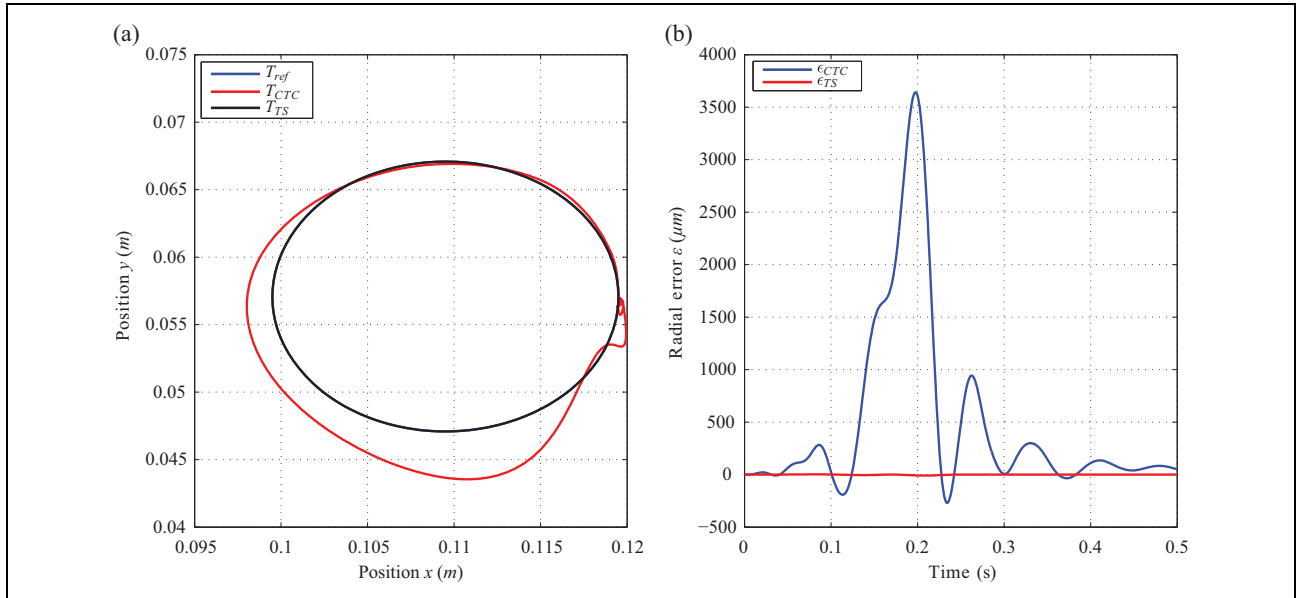 (a)
0.075
0.07
0.065
0.06
0.055
0.05
0.045
0.04
0.095
0.1
0.105
0.11
0.115
0.12
Position y (m)
Position x (m)
T_ref
T_CTC
T_TS
(b)
4000
3500
3000
2500
2000
1500
1000
500
0
−500
0
0.1
0.2
0.3
0.4
0.5
Radial error ε (μm)
Time (s)
ϵ_CTC
ϵ_TS